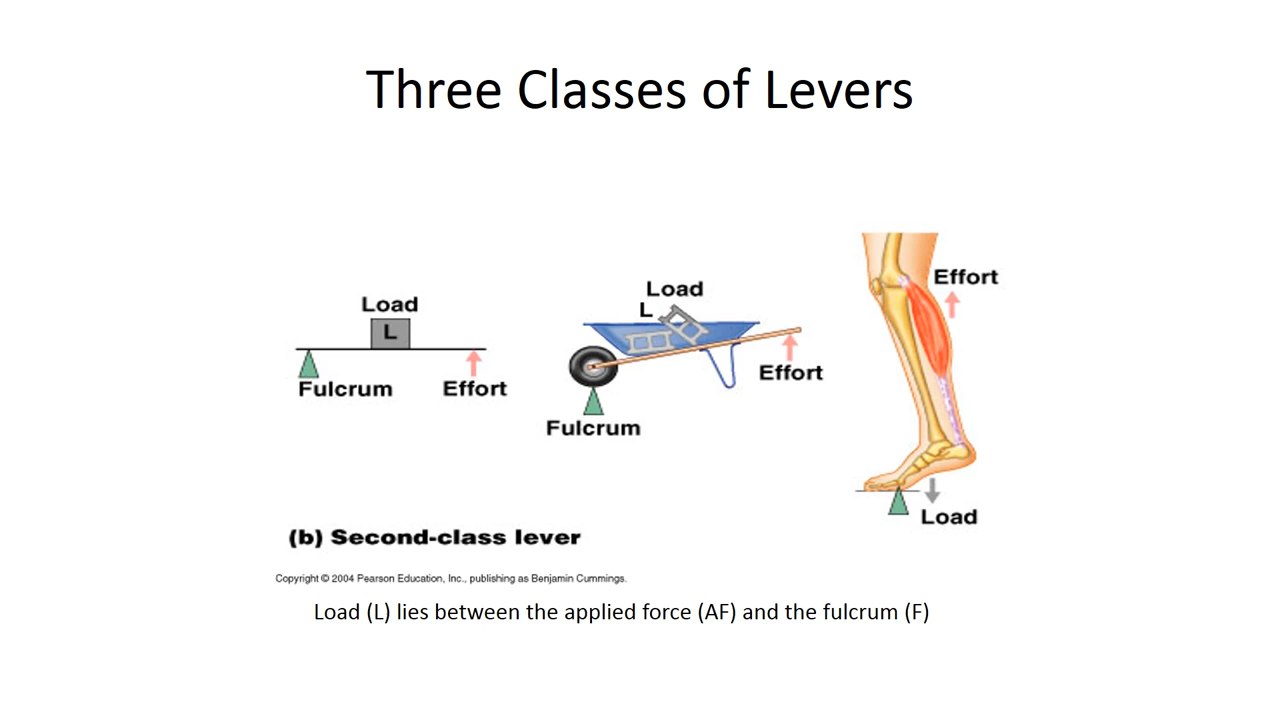 Three Classes of Levers
Load
L
Fulcrum
Effort
Load
L
Effort
Fulcrum
Effort
Load
(b) Second-class lever
Copyright © 2004 Pearson Education, Inc., publishing as Benjamin Cummings.
Load (L) lies between the applied force (AF) and the fulcrum (F)